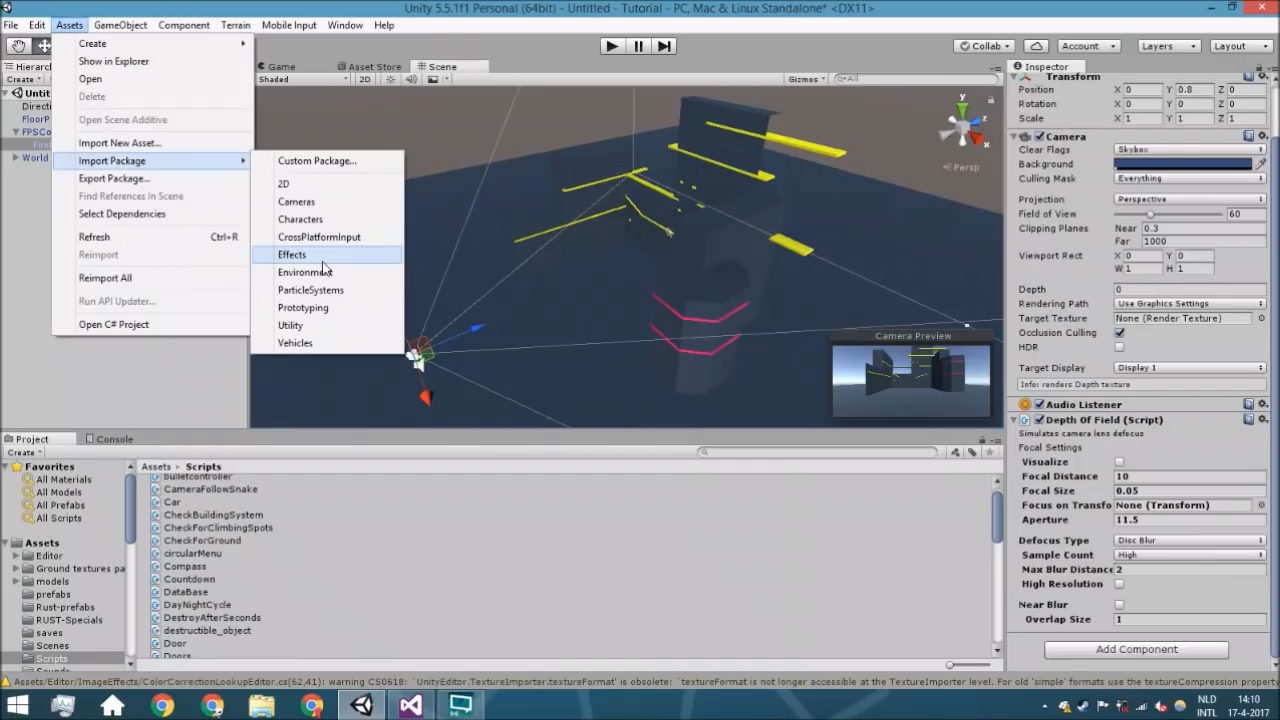 Unity 5.5.1f1 Personal (64bit) - Untitled - Tutorial - PC, Mac & Linux Standalone* <DX11>
File Edit Assets GameObject Component Terrain Mobile Input Window Help
Collab Account Layers Layout
Hierarc
Create
Untit
Directi
FloorP
FPSCo
Firs
World
Create
Show in Explorer
Open
Delete
Open Scene Additive
Import New Asset...
Import Package
Export Package...
Find References In Scene
Select Dependencies
Refresh Ctrl+R
Reimport
Reimport All
Run API Updater...
Open C# Project
Custom Package...
2D
Cameras
Characters
CrossPlatformInput
Effects
Environment
ParticleSystems
Prototyping
Utility
Vehicles
Game Asset Store Scene
Shaded 2D Gizmos All
y
z
x
Persp
Camera Preview
Inspector
Transform
Position X 0 Y 0.8 Z 0
Rotation X 0 Y 0 Z 0
Scale X 1 Y 1 Z 1
Camera
Clear Flags Skybox
Background
Culling Mask Everything
Projection Perspective
Field of View 60
Clipping Planes Near 0.3
Far 1000
Viewport Rect X 0 Y 0
W 1 H 1
Depth 0
Rendering Path Use Graphics Settings
Target Texture None (Render Texture)
Occlusion Culling
HDR
Target Display Display 1
Info: renders Depth texture
Audio Listener
Depth Of Field (Script)
Simulates camera lens defocus
Focal Settings
Visualize
Focal Distance 10
Focal Size 0.05
Focus on Transfo None (Transform)
Aperture 11.5
Defocus Type Disc Blur
Sample Count High
Max Blur Distance 2
High Resolution
Near Blur
Overlap Size 1
Add Component
Project Console
Create
Favorites
All Materials
All Models
All Prefabs
All Scripts
Assets
Editor
Ground textures pa
models
prefabs
Rust-prefabs
RUST-Specials
saves
Scenes
Scripts
Sounds
Assets Scripts
bulletcontroller
CameraFollowSnake
Car
CheckBuildingSystem
CheckForClimbingSpots
CheckForGround
circularMenu
Compass
Countdown
DataBase
DayNightCycle
DestroyAfterSeconds
destructible_object
Door
Doors
Assets/Editor/ImageEffects/ColorCorrectionLookupEditor.cs(62,41): warning CS0618: `UnityEditor.TextureImporter.textureFormat' is obsolete: `textureFormat is no longer accessible at the TextureImporter level. For old 'simple' formats use the textureCompression property
NLD 14:10
INTL 17-4-2017